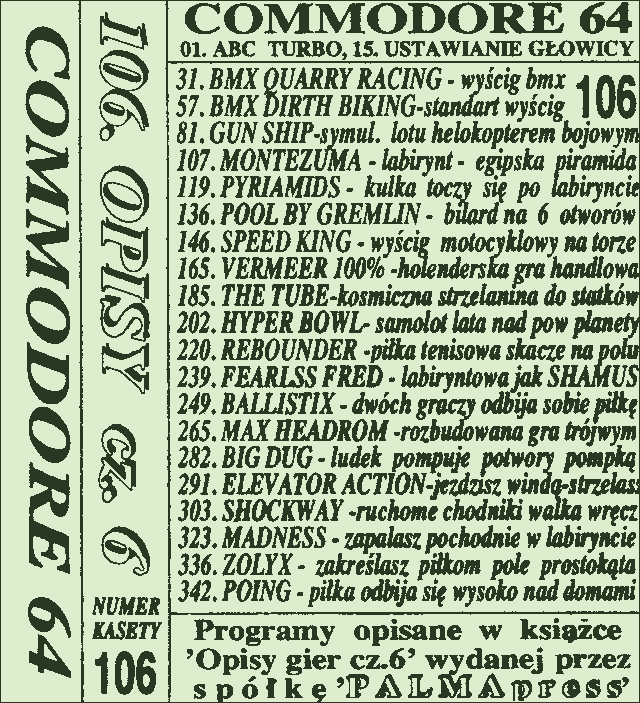 COMMODORE 64
106. OPISY cz. 6
NUMER
KASETY
106
COMMODORE 64
01. ABC TURBO, 15. USTAWIANIE GŁOWICY
106
31. BMX QUARRY RACING - wyścig bmx
57. BMX DIRTH BIKING-standart wyścig
81. GUN SHIP-symul. lotu helokopterem bojowym
107. MONTEZUMA - labirynt - egipska piramida
119. PYRIAMIDS - kulka toczy się po labiryncie
136. POOL BY GREMLIN - bilard na 6 otworów
146. SPEED KING - wyścig motocyklowy na torze
165. VERMEER 100% -holenderska gra handlowa
185. THE TUBE-kosmiczna strzelanina do statków
202. HYPER BOWL- samolot lata nad pow planety
220. REBOUNDER -piłka tenisowa skacze na polu
239. FEARLSS FRED - labiryntowa jak SHAMUS
249. BALLISTIX - dwóch graczy odbija sobie piłkę
265. MAX HEADROM -rozbudowana gra trójwym
282. BIG DUG - ludek pompuje potwory pompką
291. ELEVATOR ACTION-jezdzisz windą-strzelasz
303. SHOCKWAY -ruchome chodniki walka wręcz
323. MADNESS - zapalasz pochodnie w labiryncie
336. ZOLYX - zakreślasz piłkom pole prostokąta
342. POING - piłka odbija się wysoko nad domami
Programy opisane w książce
'Opisy gier cz.6' wydanej przez
spółkę 'PALMApress'